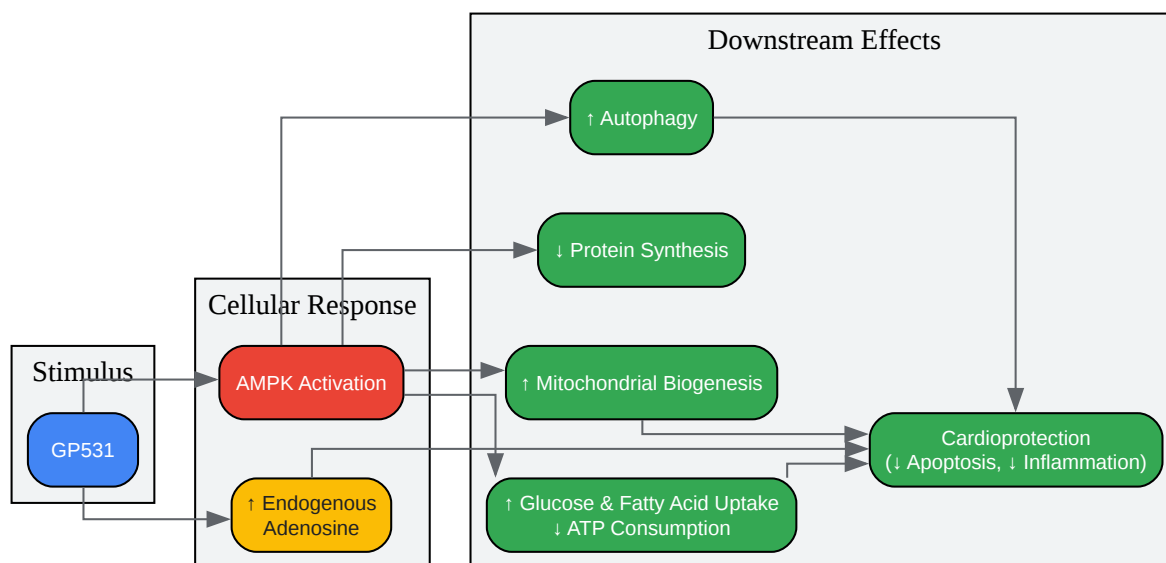 Downstream Effects
↑ Autophagy
↓ Protein Synthesis
Cellular Response
Stimulus
AMPK Activation
↑ Mitochondrial Biogenesis
GP531
Cardioprotection
(↓ Apoptosis, ↓ Inflammation)
↑ Endogenous
Adenosine
↑ Glucose & Fatty Acid Uptake
↓ ATP Consumption